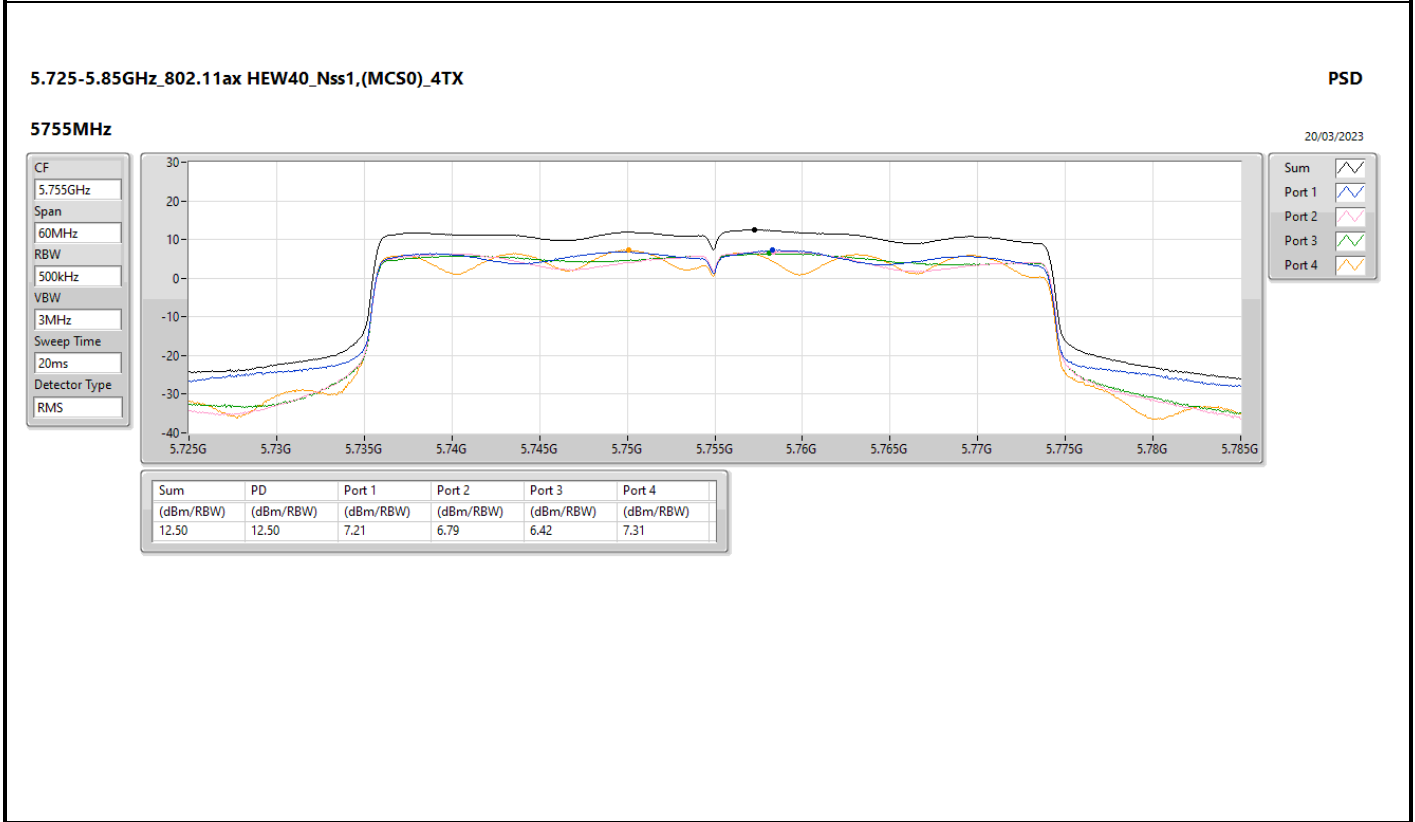 5.725-5.85GHz_802.11ax HEW40_Nss1,(MCS0)_4TX
PSD
5755MHz
20/03/2023
CF
5.755GHz
Span
60MHz
RBW
500kHz
VBW
3MHz
Sweep Time
20ms
Detector Type
RMS
30
20
10
0
-10
-20
-30
-40
5.725G 5.73G 5.735G 5.74G 5.745G 5.75G 5.755G 5.76G 5.765G 5.77G 5.775G 5.78G 5.785G
Sum
Port 1
Port 2
Port 3
Port 4
Sum PD Port 1 Port 2 Port 3 Port 4
(dBm/RBW) (dBm/RBW) (dBm/RBW) (dBm/RBW) (dBm/RBW) (dBm/RBW)
12.50 12.50 7.21 6.79 6.42 7.31